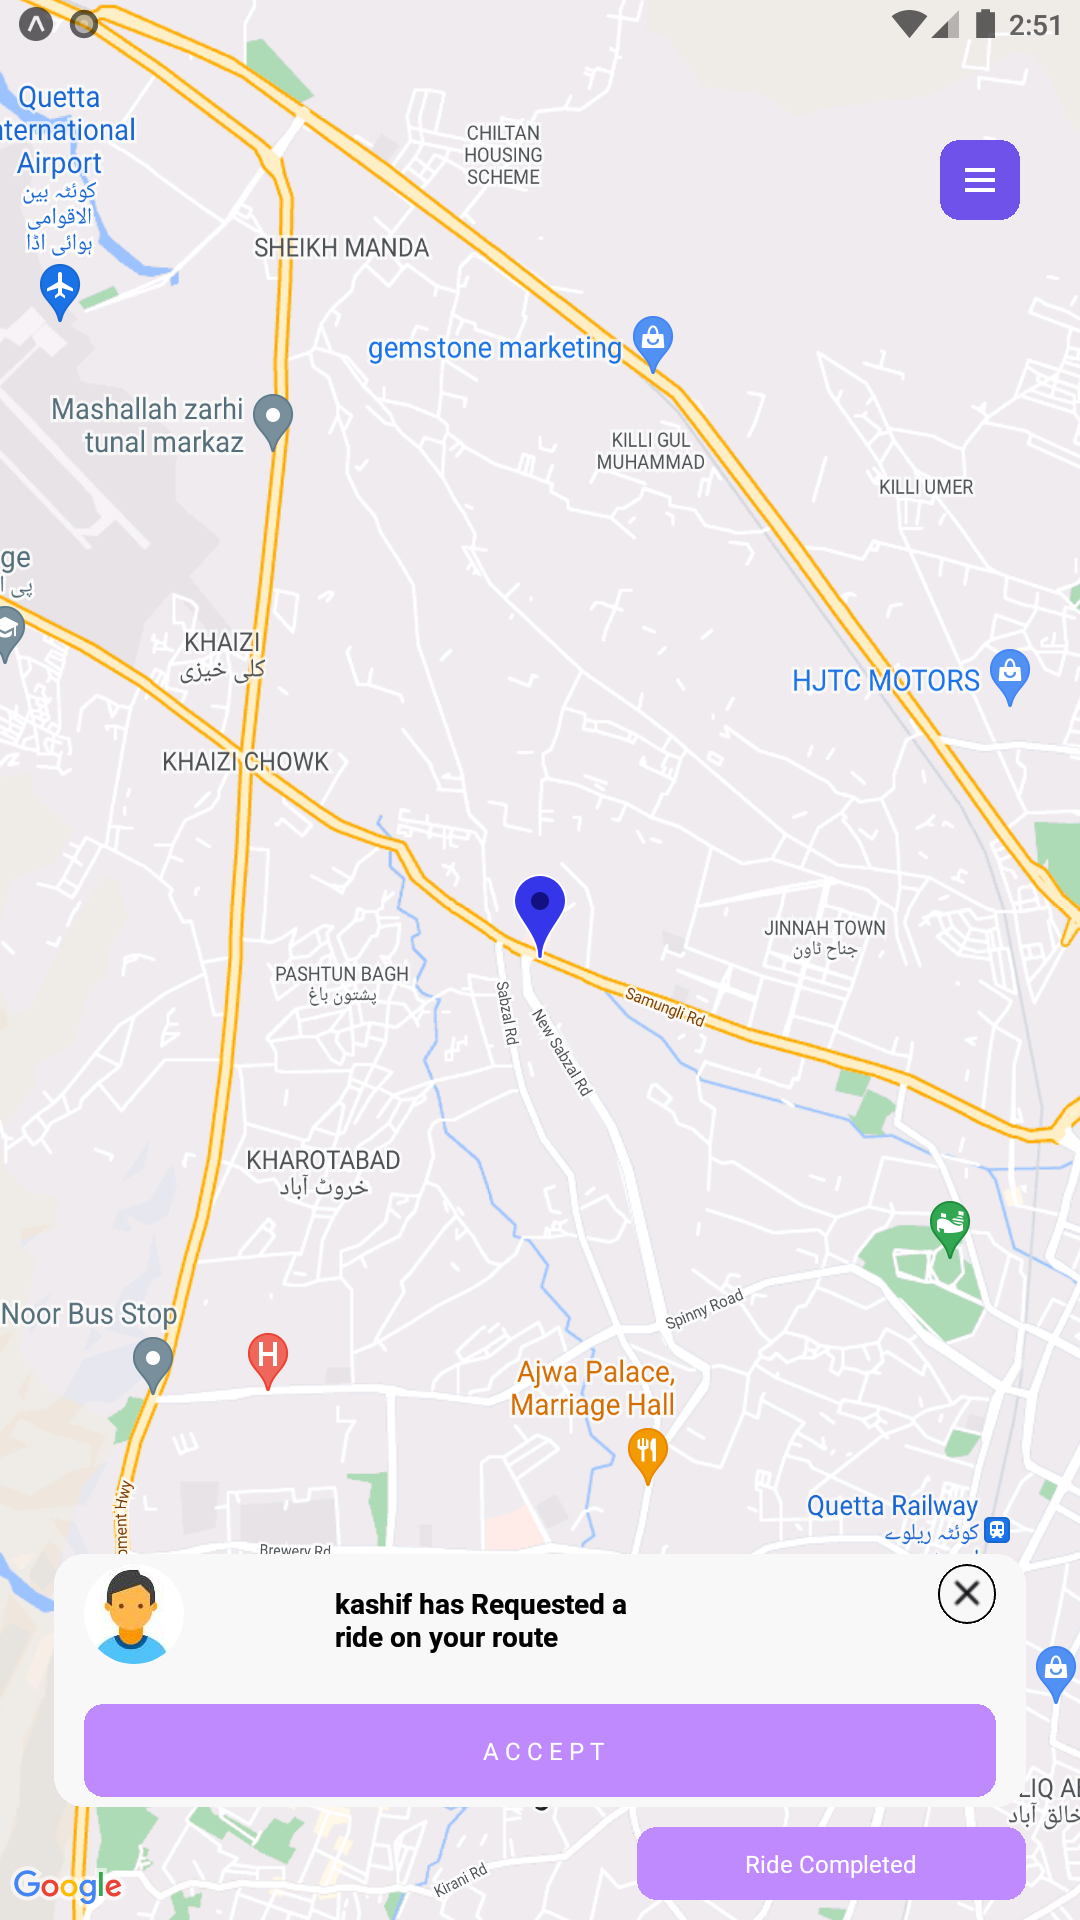 2:51
Quetta
nternational
Airport
کوئٹہ بین
الاقوامی
ہوائی اڈا
CHILTAN
HOUSING
SCHEME
SHEIKH MANDA
gemstone marketing
Mashallah zarhi
tunal markaz
KILLI GUL
MUHAMMAD
KILLI UMER
ge
پی ا
KHAIZI
کلی خیزی
HJTC MOTORS
KHAIZI CHOWK
JINNAH TOWN
جناح ٹاون
PASHTUN BAGH
پشتون باغ
Sabzal Rd
New Sabzal Rd
Samungli Rd
KHAROTABAD
خروٹ آباد
Noor Bus Stop
H
Spinny Road
Ajwa Palace,
Marriage Hall
oment Hwy
Quetta Railway
کوئٹہ ریلوے
Brewery Rd
kashif has Requested a
ride on your route
ACCEPT
LIQ AB
خالق آباد
Ride Completed
Kirani Rd
Google